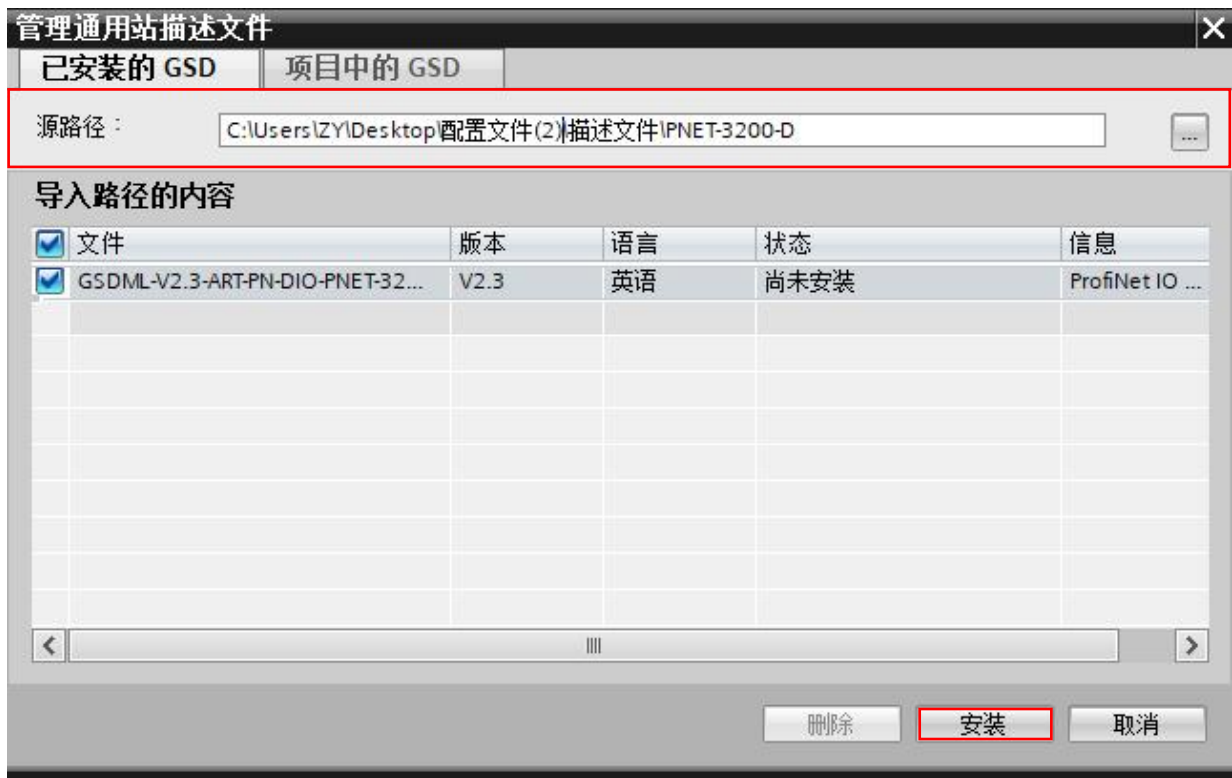 管理通用站描述文件
已安装的 GSD 项目中的 GSD
源路径： C:\Users\ZY\Desktop\配置文件(2)\描述文件\PNET-3200-D ...
导入路径的内容
文件 版本 语言 状态 信息
GSDML-V2.3-ART-PN-DIO-PNET-32... V2.3 英语 尚未安装 ProfiNet IO ...
删除 安装 取消